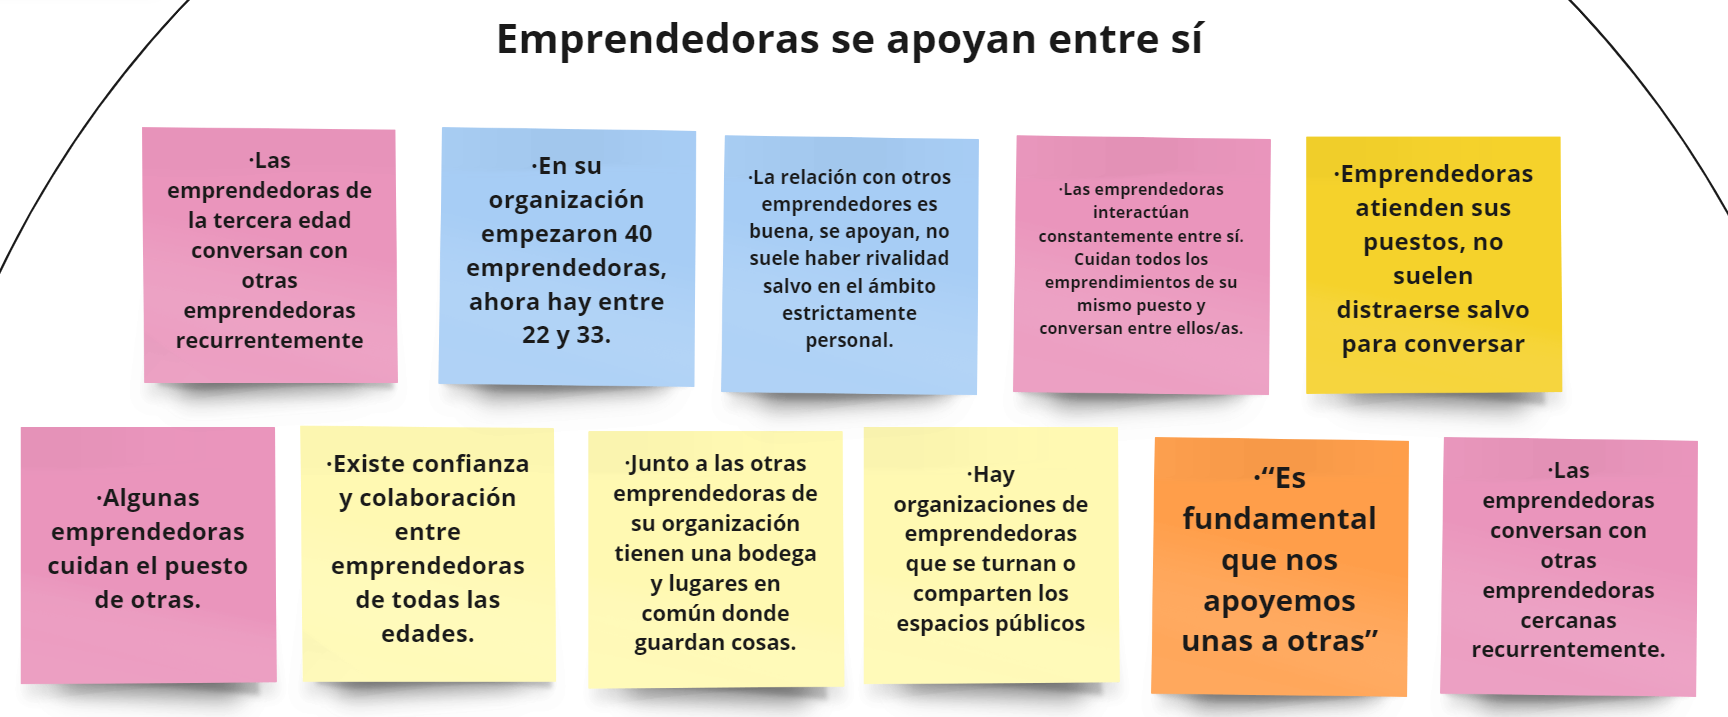 Emprendedoras se apoyan entre sí
·Las
emprendedoras de
la tercera edad
conversan con
otras
emprendedoras
recurrentemente
·En su
organización
empezaron 40
emprendedoras,
ahora hay entre
22 y 33.
·La relación con otros
emprendedores es
buena, se apoyan, no
suele haber rivalidad
salvo en el ámbito
estrictamente
personal.
·Las emprendedoras
interactúan
constantemente entre sí.
Cuidan todos los
emprendimientos de su
mismo puesto y
conversan entre ellos/as.
·Emprendedoras
atienden sus
puestos, no
suelen
distraerse salvo
para conversar
·Algunas
emprendedoras
cuidan el puesto
de otras.
·Existe confianza
y colaboración
entre
emprendedoras
de todas las
edades.
·Junto a las otras
emprendedoras de
su organización
tienen una bodega
y lugares en
común donde
guardan cosas.
·Hay
organizaciones de
emprendedoras
que se turnan o
comparten los
espacios públicos
·“Es
fundamental
que nos
apoyemos
unas a otras”
·Las
emprendedoras
conversan con
otras
emprendedoras
cercanas
recurrentemente.